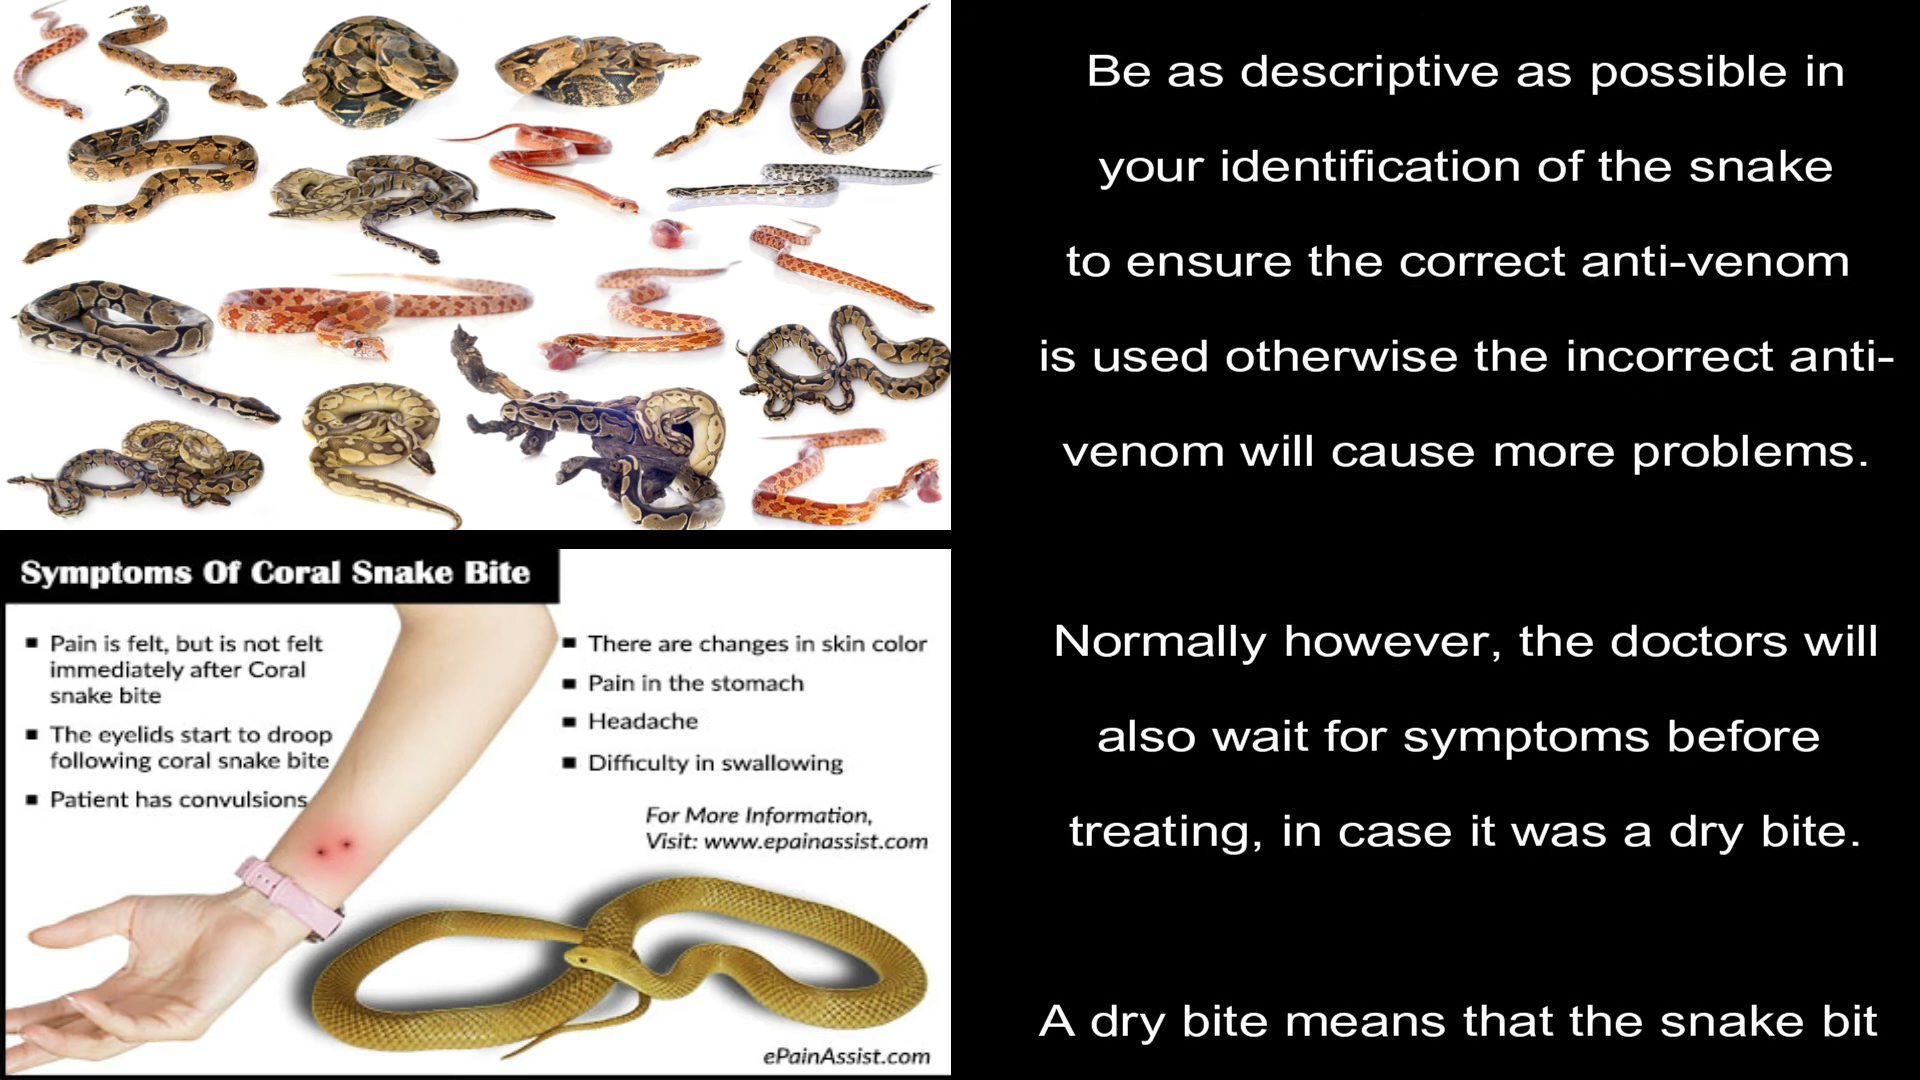 Be as descriptive as possible in
your identification of the snake
to ensure the correct anti-venom
is used otherwise the incorrect anti-
venom will cause more problems.
Normally however, the doctors will
also wait for symptoms before
treating, in case it was a dry bite.
A dry bite means that the snake bit
Symptoms Of Coral Snake Bite
▪ Pain is felt, but is not felt
immediately after Coral
snake bite
▪ The eyelids start to droop
following coral snake bite
▪ Patient has convulsions
▪ There are changes in skin color
▪ Pain in the stomach
▪ Headache
▪ Difficulty in swallowing
For More Information,
Visit: www.epainassist.com
ePainAssist.com